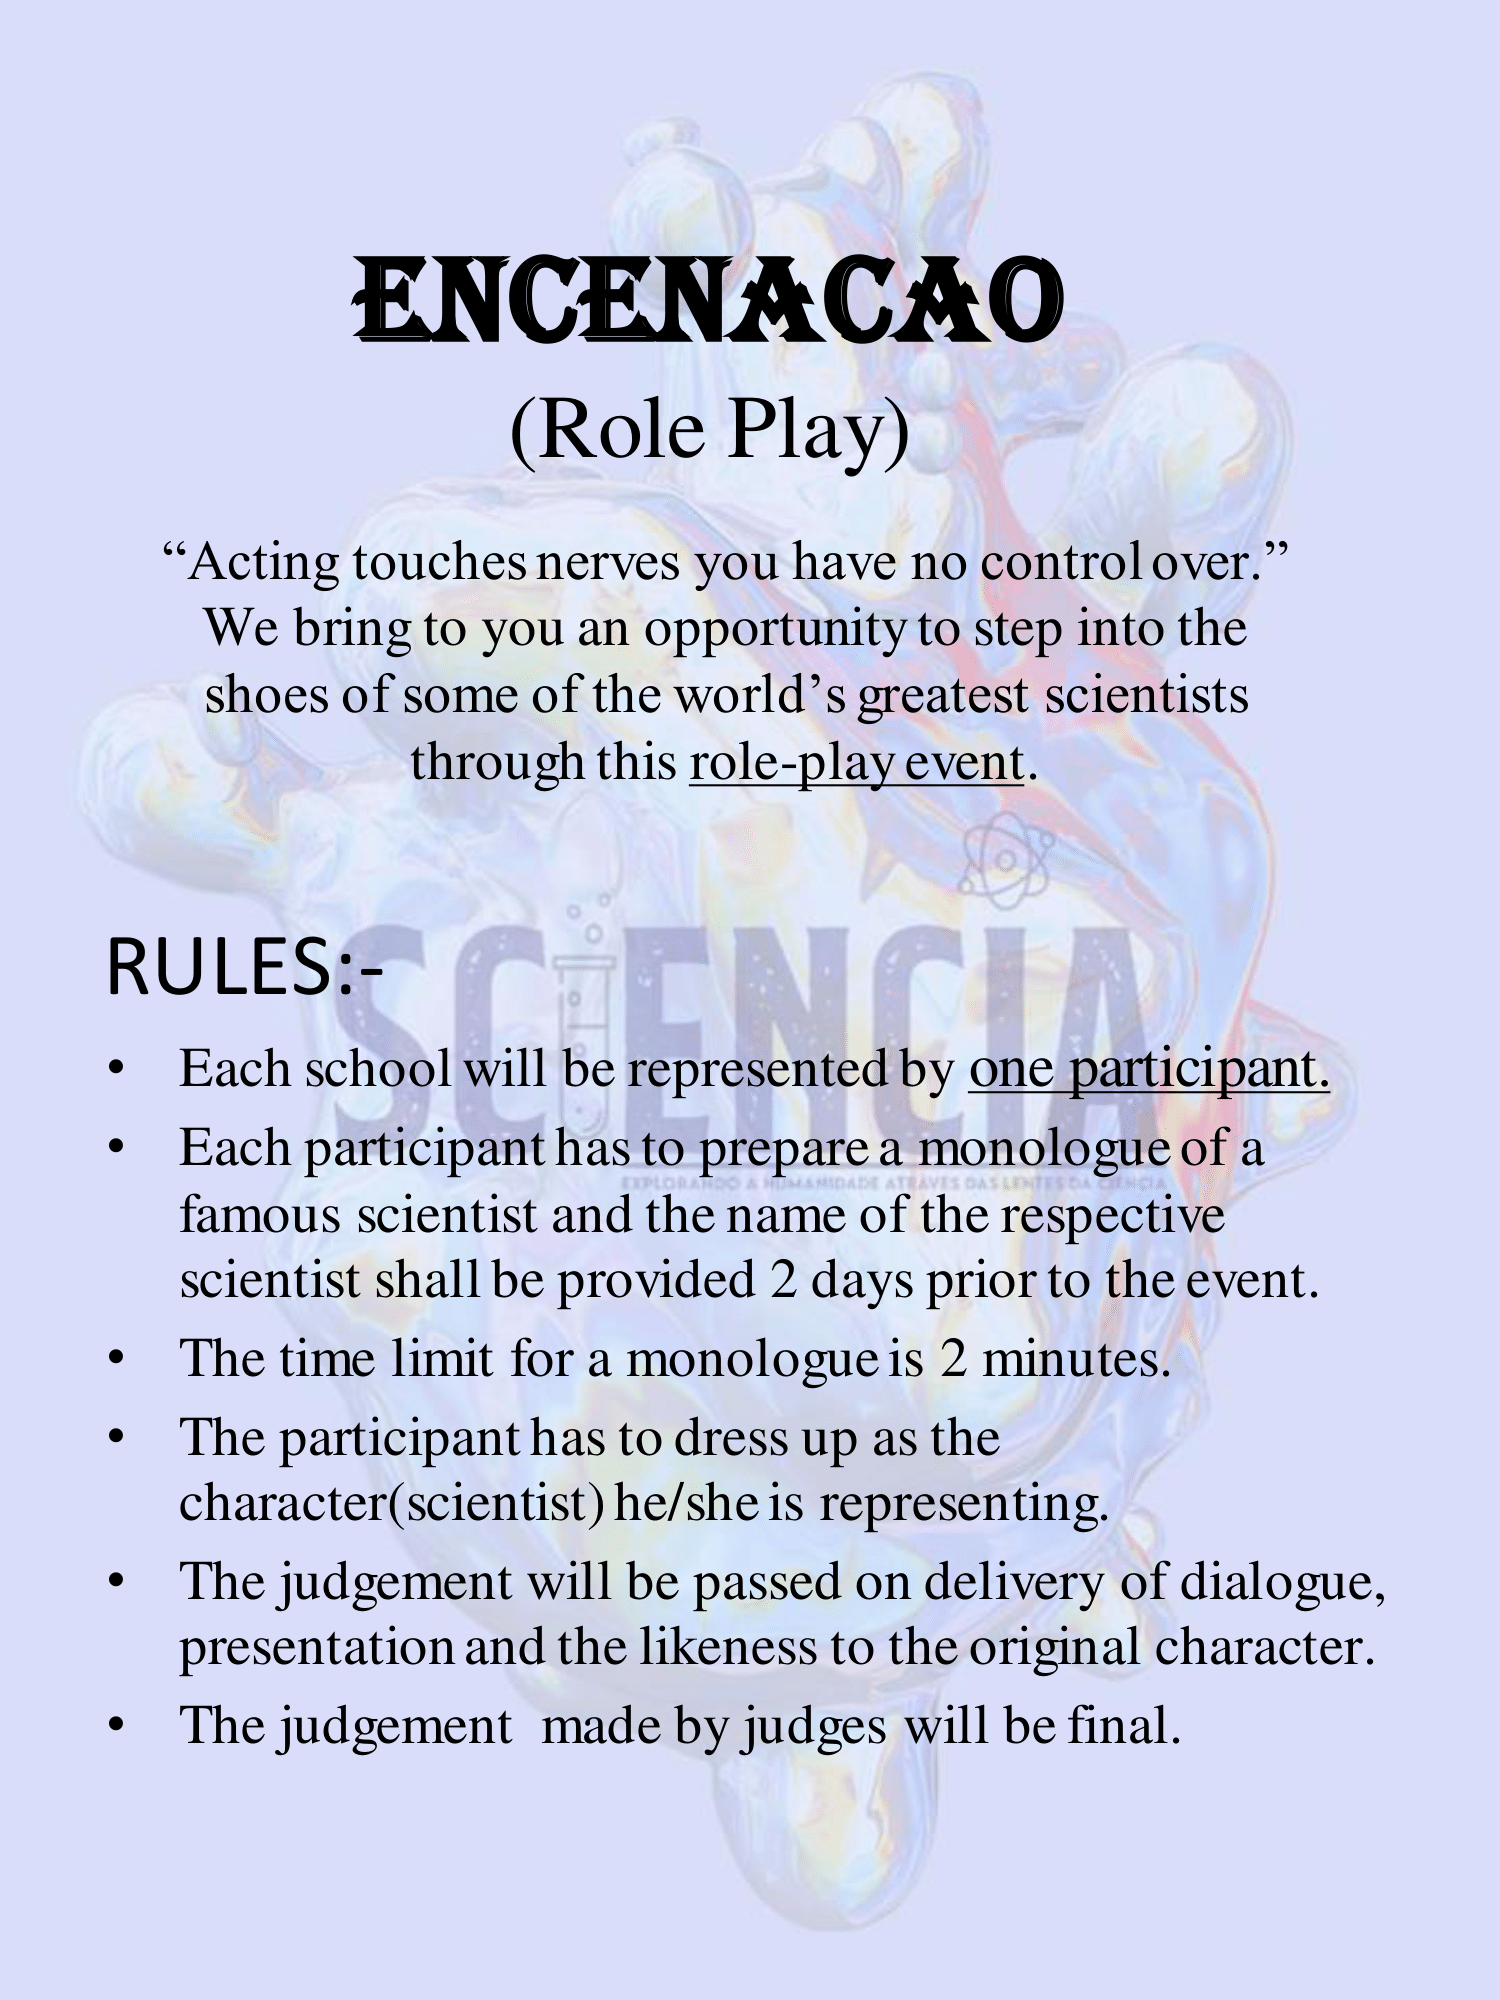 ENCENACAO
(Role Play)
“Acting touches nerves you have no control over.”
We bring to you an opportunity to step into the
shoes of some of the world’s greatest scientists
through this role-play event.
SCIENCIA
RULES:-
• Each school will be represented by one participant.
• Each participant has to prepare a monologue of a
EXPLORANDO A HUMANIDADE ATRAVES DAS LENTES DA CIENCIA
famous scientist and the name of the respective
scientist shall be provided 2 days prior to the event.
• The time limit for a monologue is 2 minutes.
• The participant has to dress up as the
character(scientist) he/she is representing.
• The judgement will be passed on delivery of dialogue,
presentation and the likeness to the original character.
• The judgement  made by judges will be final.